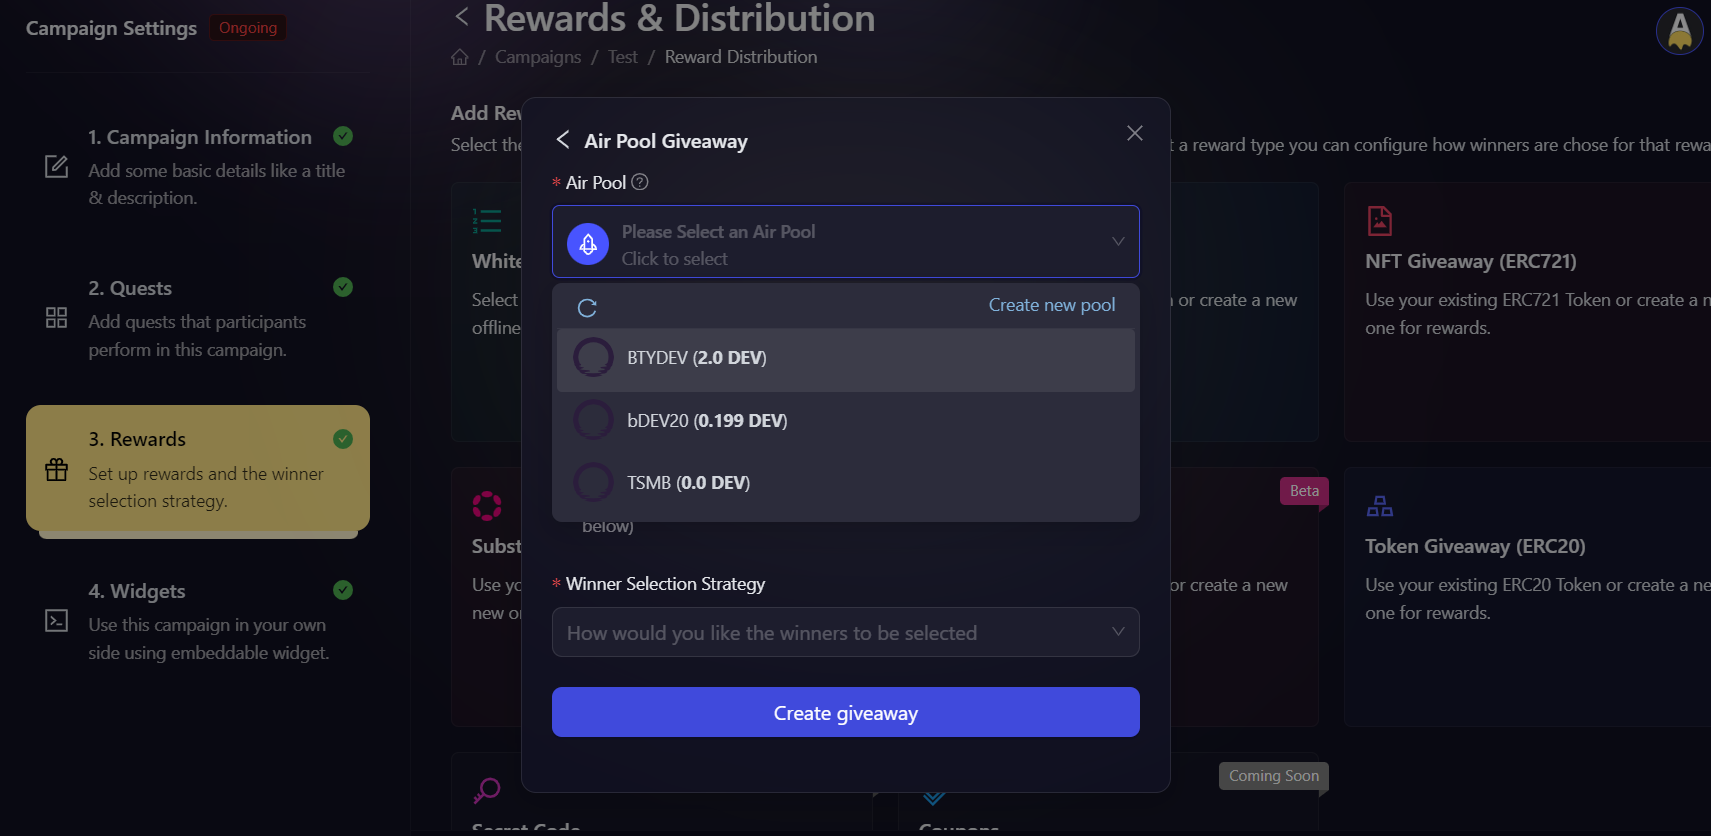 Campaign Settings Ongoing
1. Campaign Information
Add some basic details like a title
& description.
2. Quests
Add quests that participants
perform in this campaign.
3. Rewards
Set up rewards and the winner
selection strategy.
4. Widgets
Use this campaign in your own
side using embeddable widget.
Rewards & Distribution
/ Campaigns / Test / Reward Distribution
Add Rew
Select the
t a reward type you can configure how winners are chose for that rewa
White
Select
offline
or create a new
NFT Giveaway (ERC721)
Use your existing ERC721 Token or create a n
one for rewards.
Subst
Use yo
new or
or create a new
Beta
Token Giveaway (ERC20)
Use your existing ERC20 Token or create a ne
one for rewards.
Secret Code
Coupons
Coming Soon
Air Pool Giveaway
* Air Pool
Please Select an Air Pool
Click to select
Create new pool
BTYDEV (2.0 DEV)
bDEV20 (0.199 DEV)
TSMB (0.0 DEV)
below)
* Winner Selection Strategy
How would you like the winners to be selected
Create giveaway